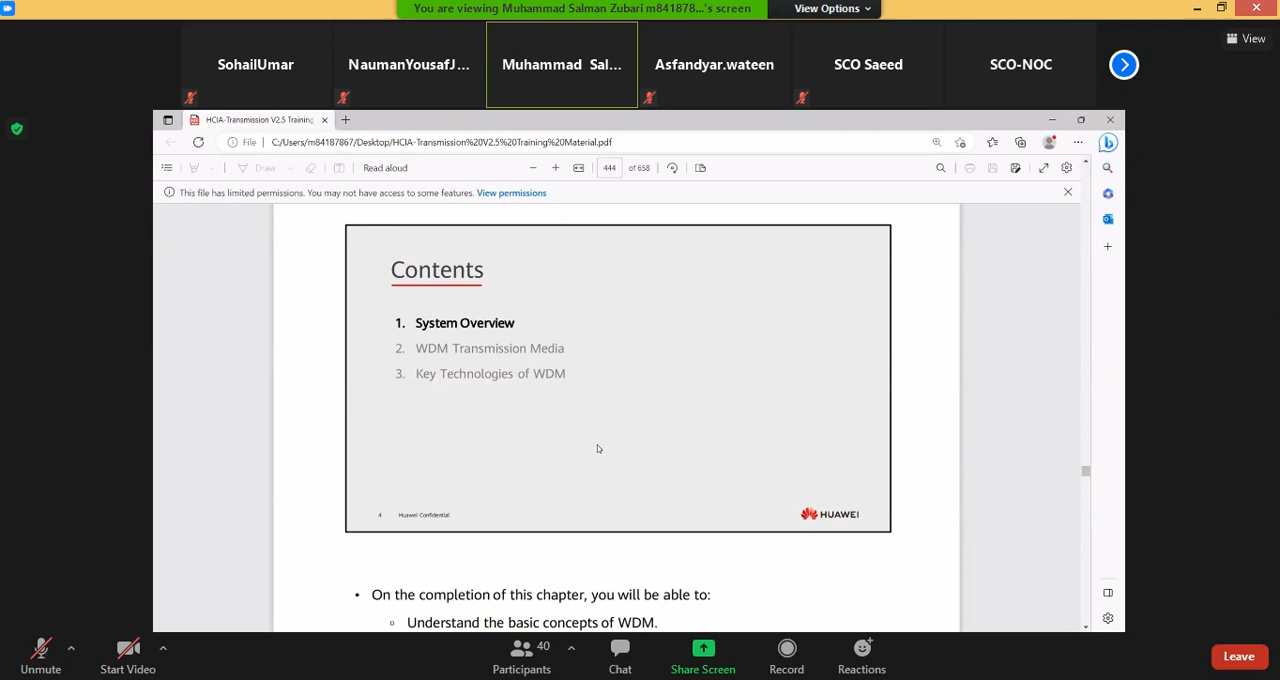 You are viewing Muhammad Salman Zubari m841878...'s screen
View Options
View
SohailUmar
NaumanYousafJ...
Muhammad Sal...
Asfandyar.wateen
SCO Saeed
SCO-NOC
HCIA-Transmission V2.5 Training
File
C:/Users/m84187867/Desktop/HCIA-Transmission%20V2.5%20Training%20Material.pdf
Draw
Read aloud
444 of 658
This file has limited permissions. You may not have access to some features. View permissions
Contents
1. System Overview
2. WDM Transmission Media
3. Key Technologies of WDM
4 Huawei Confidential
HUAWEI
• On the completion of this chapter, you will be able to:
▫ Understand the basic concepts of WDM.
Unmute
Start Video
Participants 40
Chat
Share Screen
Record
Reactions
Leave